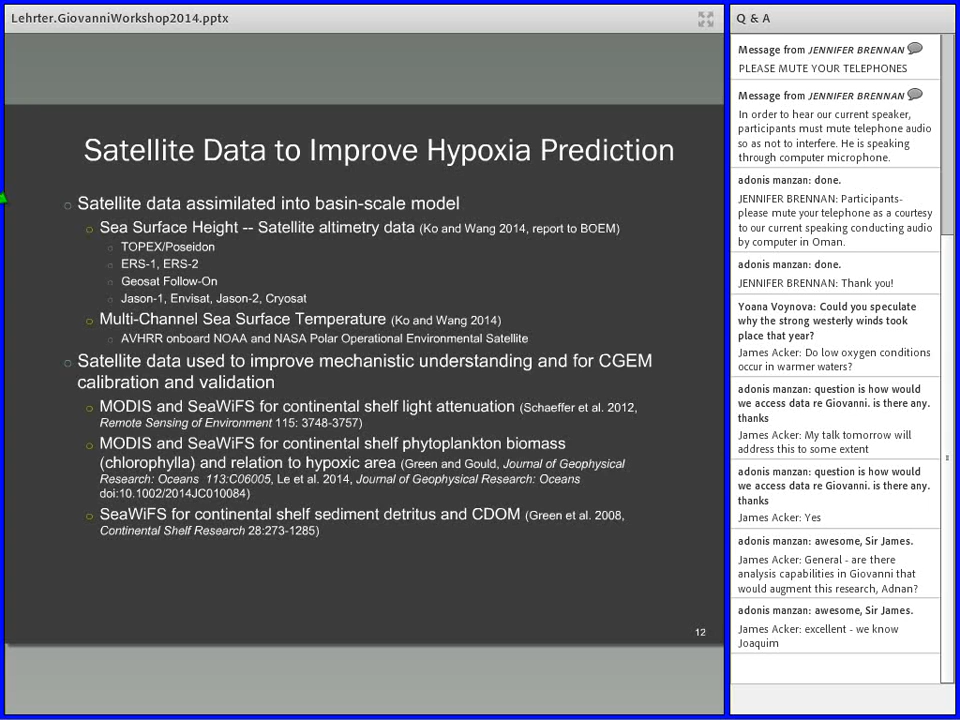 Lehrter.GiovanniWorkshop2014.pptx
Satellite Data to Improve Hypoxia Prediction
Satellite data assimilated into basin-scale model
Sea Surface Height -- Satellite altimetry data (Ko and Wang 2014, report to BOEM)
TOPEX/Poseidon
ERS-1, ERS-2
Geosat Follow-On
Jason-1, Envisat, Jason-2, Cryosat
Multi-Channel Sea Surface Temperature (Ko and Wang 2014)
AVHRR onboard NOAA and NASA Polar Operational Environmental Satellite
Satellite data used to improve mechanistic understanding and for CGEM
calibration and validation
MODIS and SeaWiFS for continental shelf light attenuation (Schaeffer et al. 2012,
Remote Sensing of Environment 115: 3748-3757)
MODIS and SeaWiFS for continental shelf phytoplankton biomass
(chlorophylla) and relation to hypoxic area (Green and Gould, Journal of Geophysical
Research: Oceans 113:C06005, Le et al. 2014, Journal of Geophysical Research: Oceans
doi:10.1002/2014JC010084)
SeaWiFS for continental shelf sediment detritus and CDOM (Green et al. 2008,
Continental Shelf Research 28:273-1285)
12
Q & A
Message from JENNIFER BRENNAN
PLEASE MUTE YOUR TELEPHONES
Message from JENNIFER BRENNAN
In order to hear our current speaker,
participants must mute telephone audio
so as not to interfere. He is speaking
through computer microphone.
adonis manzan: done.
JENNIFER BRENNAN: Participants-
please mute your telephone as a courtesy
to our current speaking conducting audio
by computer in Oman.
adonis manzan: done.
JENNIFER BRENNAN: Thank you!
Yoana Voynova: Could you speculate
why the strong westerly winds took
place that year?
James Acker: Do low oxygen conditions
occur in warmer waters?
adonis manzan: question is how would
we access data re Giovanni. is there any.
thanks
James Acker: My talk tomorrow will
address this to some extent
adonis manzan: question is how would
we access data re Giovanni. is there any.
thanks
James Acker: Yes
adonis manzan: awesome, Sir James.
James Acker: General - are there
analysis capabilities in Giovanni that
would augment this research, Adnan?
adonis manzan: awesome, Sir James.
James Acker: excellent - we know
Joaquim